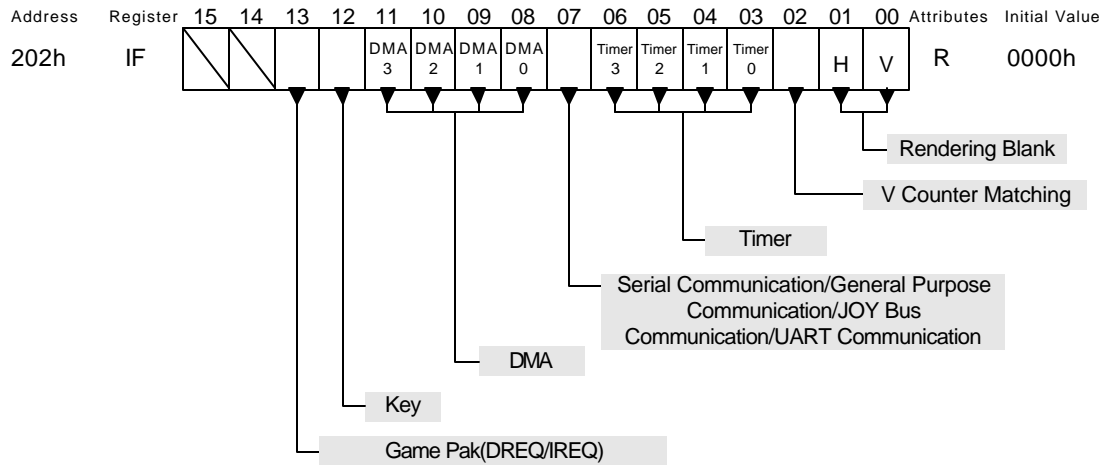 Address Register 15 14 13 12 11 10 09 08 07 06 05 04 03 02 01 00 Attributes Initial Value
202h IF DMA 3 DMA 2 DMA 1 DMA 0 Timer 3 Timer 2 Timer 1 Timer 0 H V R 0000h
Rendering Blank
V Counter Matching
Timer
Serial Communication/General Purpose
Communication/JOY Bus
Communication/UART Communication
DMA
Key
Game Pak(DREQ/IREQ)